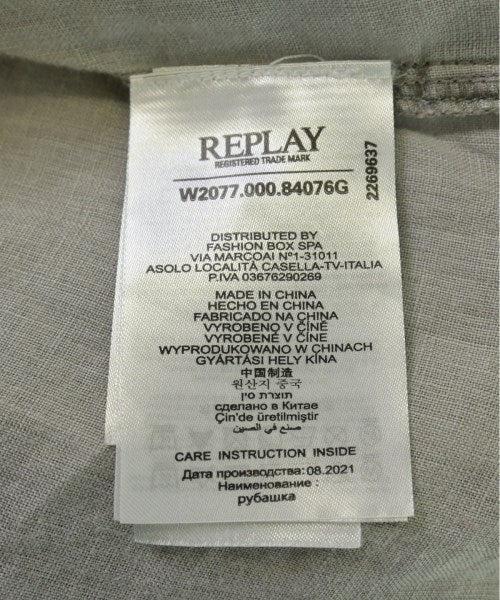 REPLAY
REGISTERED TRADE MARK
W2077.000.84076G
2269637
DISTRIBUTED BY
FASHION BOX SPA
VIA MARCOAI Nº1-31011
ASOLO LOCALITÀ CASELLA-TV-ITALIA
P.IVA 03676290269
MADE IN CHINA
HECHO EN CHINA
FABRICADO NA CHINA
VYROBENO V ČÍNĚ
VYROBENÉ V ČÍNE
WYPRODUKOWANO W CHINACH
GYÁRTÁSI HELY KÍNA
中国制造
원산지 중국
תוצרת סין
сделано в Китае
Çin'de üretilmiştir
صنع في الصين
CARE INSTRUCTION INSIDE
Дата производства: 08.2021
Наименование :
рубашка